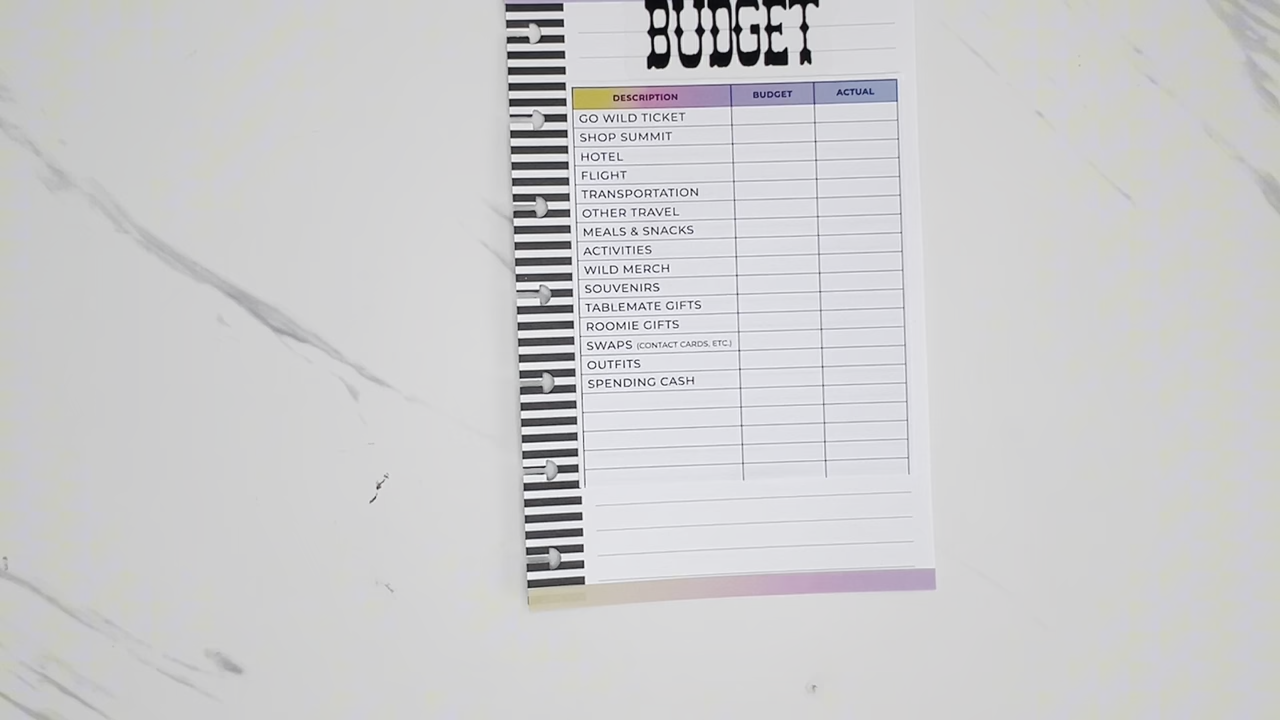 BUDGET
DESCRIPTION BUDGET ACTUAL
GO WILD TICKET
SHOP SUMMIT
HOTEL
FLIGHT
TRANSPORTATION
OTHER TRAVEL
MEALS & SNACKS
ACTIVITIES
WILD MERCH
SOUVENIRS
TABLEMATE GIFTS
ROOMIE GIFTS
SWAPS (CONTACT CARDS, ETC.)
OUTFITS
SPENDING CASH